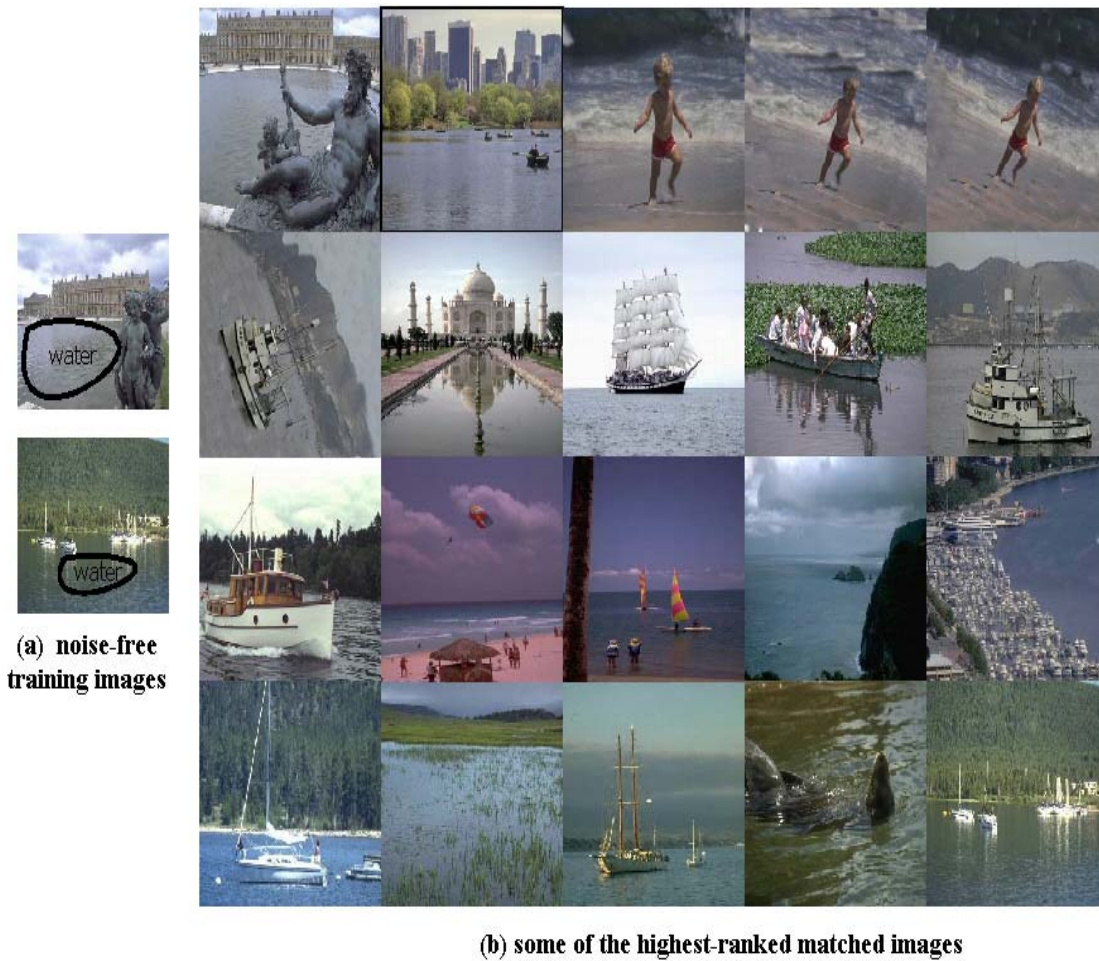 water
water
(a) noise-free
training images
(b) some of the highest-ranked matched images